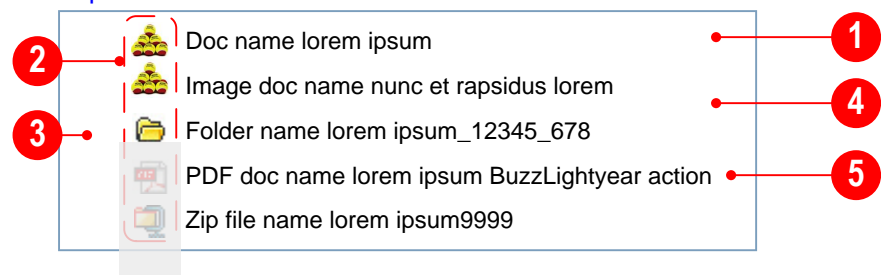 Doc name lorem ipsum
1
2
Image doc name nunc et rapsidus lorem
4
3
Folder name lorem ipsum_12345_678
PDF doc name lorem ipsum BuzzLightyear action
5
Zip file name lorem ipsum9999